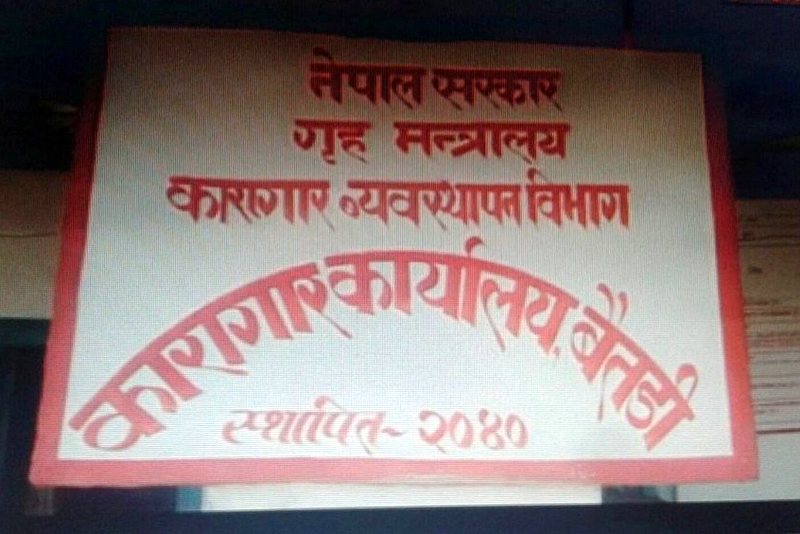 नेपाल सरकार
गृह मन्त्रालय
कारागार व्यवस्थापन विभाग
कारागार कार्यालय, बैतडी
स्थापित- २०४०